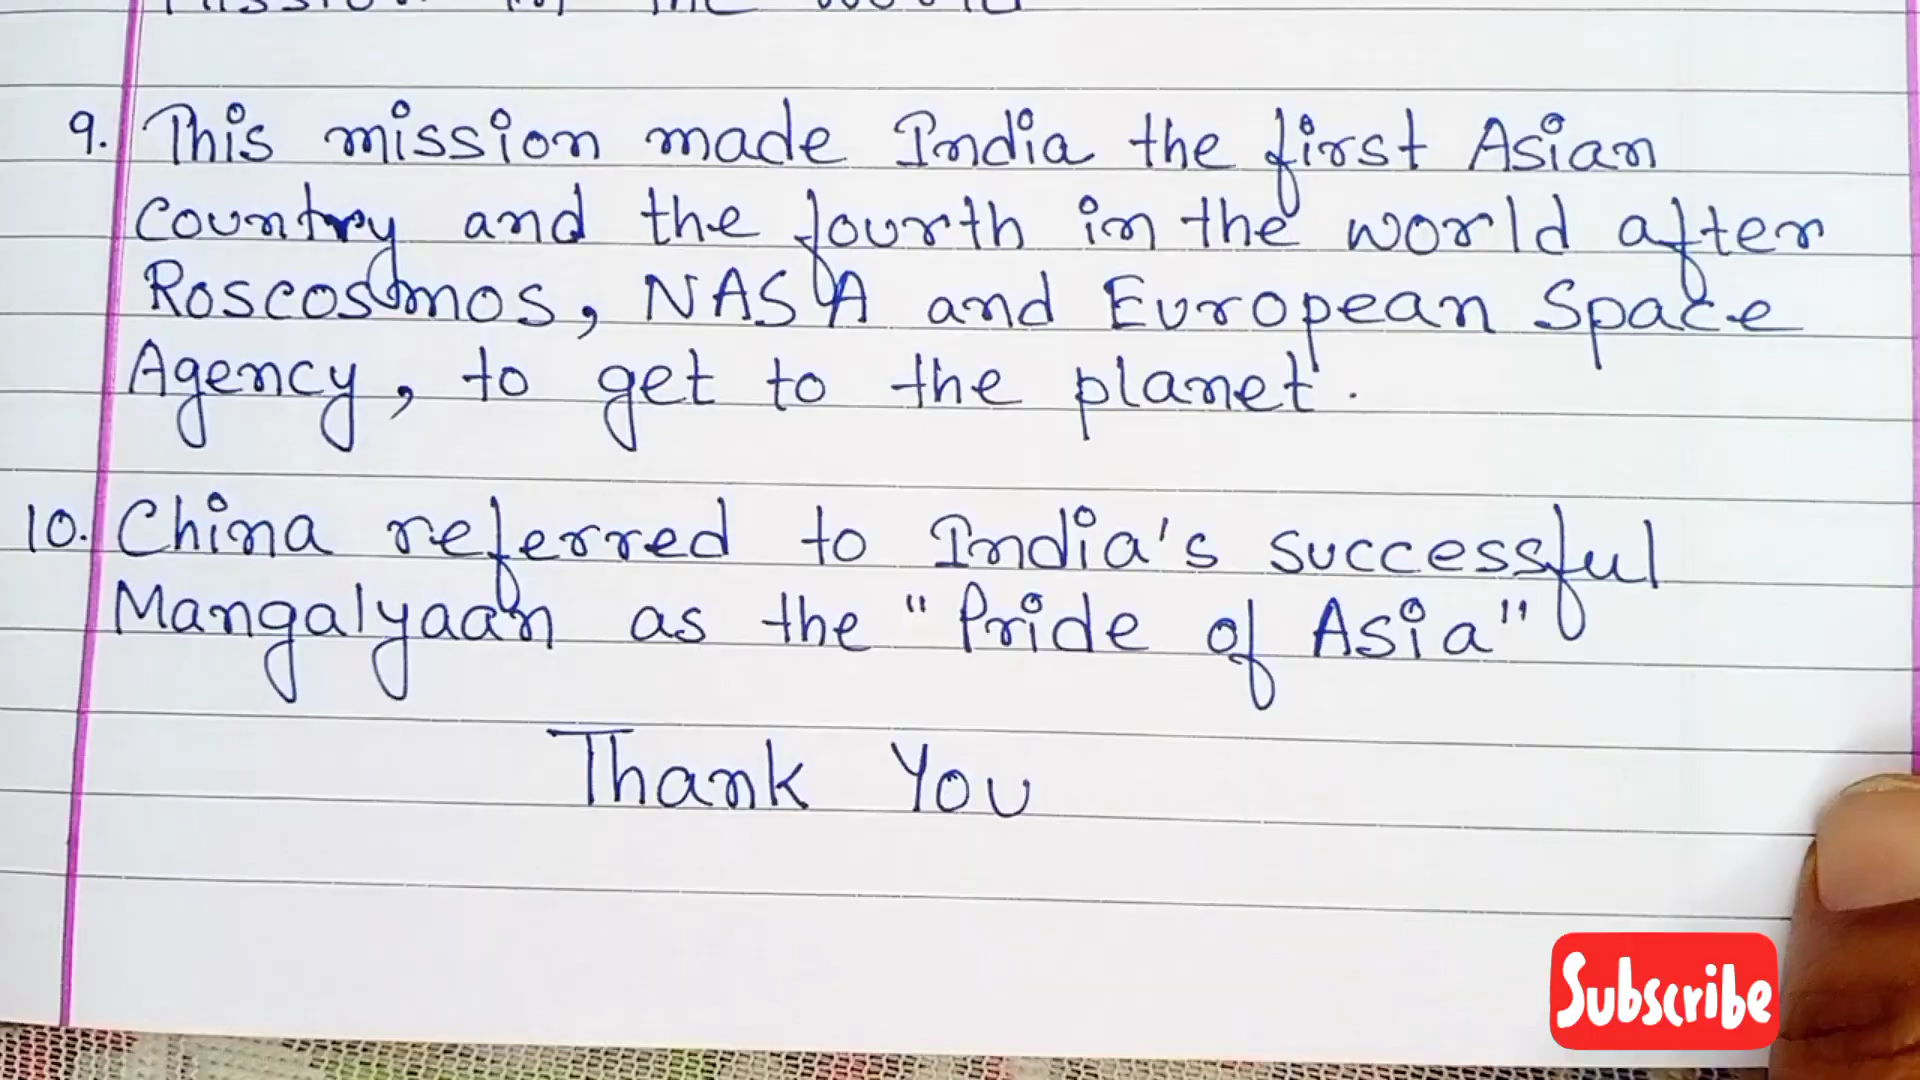 9. This mission made India the first Asian
Country and the fourth in the world after
Roscosmos, NASA and European Space
Agency, to get to the planet.
10. China referred to India's successful
Mangalyaan as the "Pride of Asia"
Thank You
Subscribe